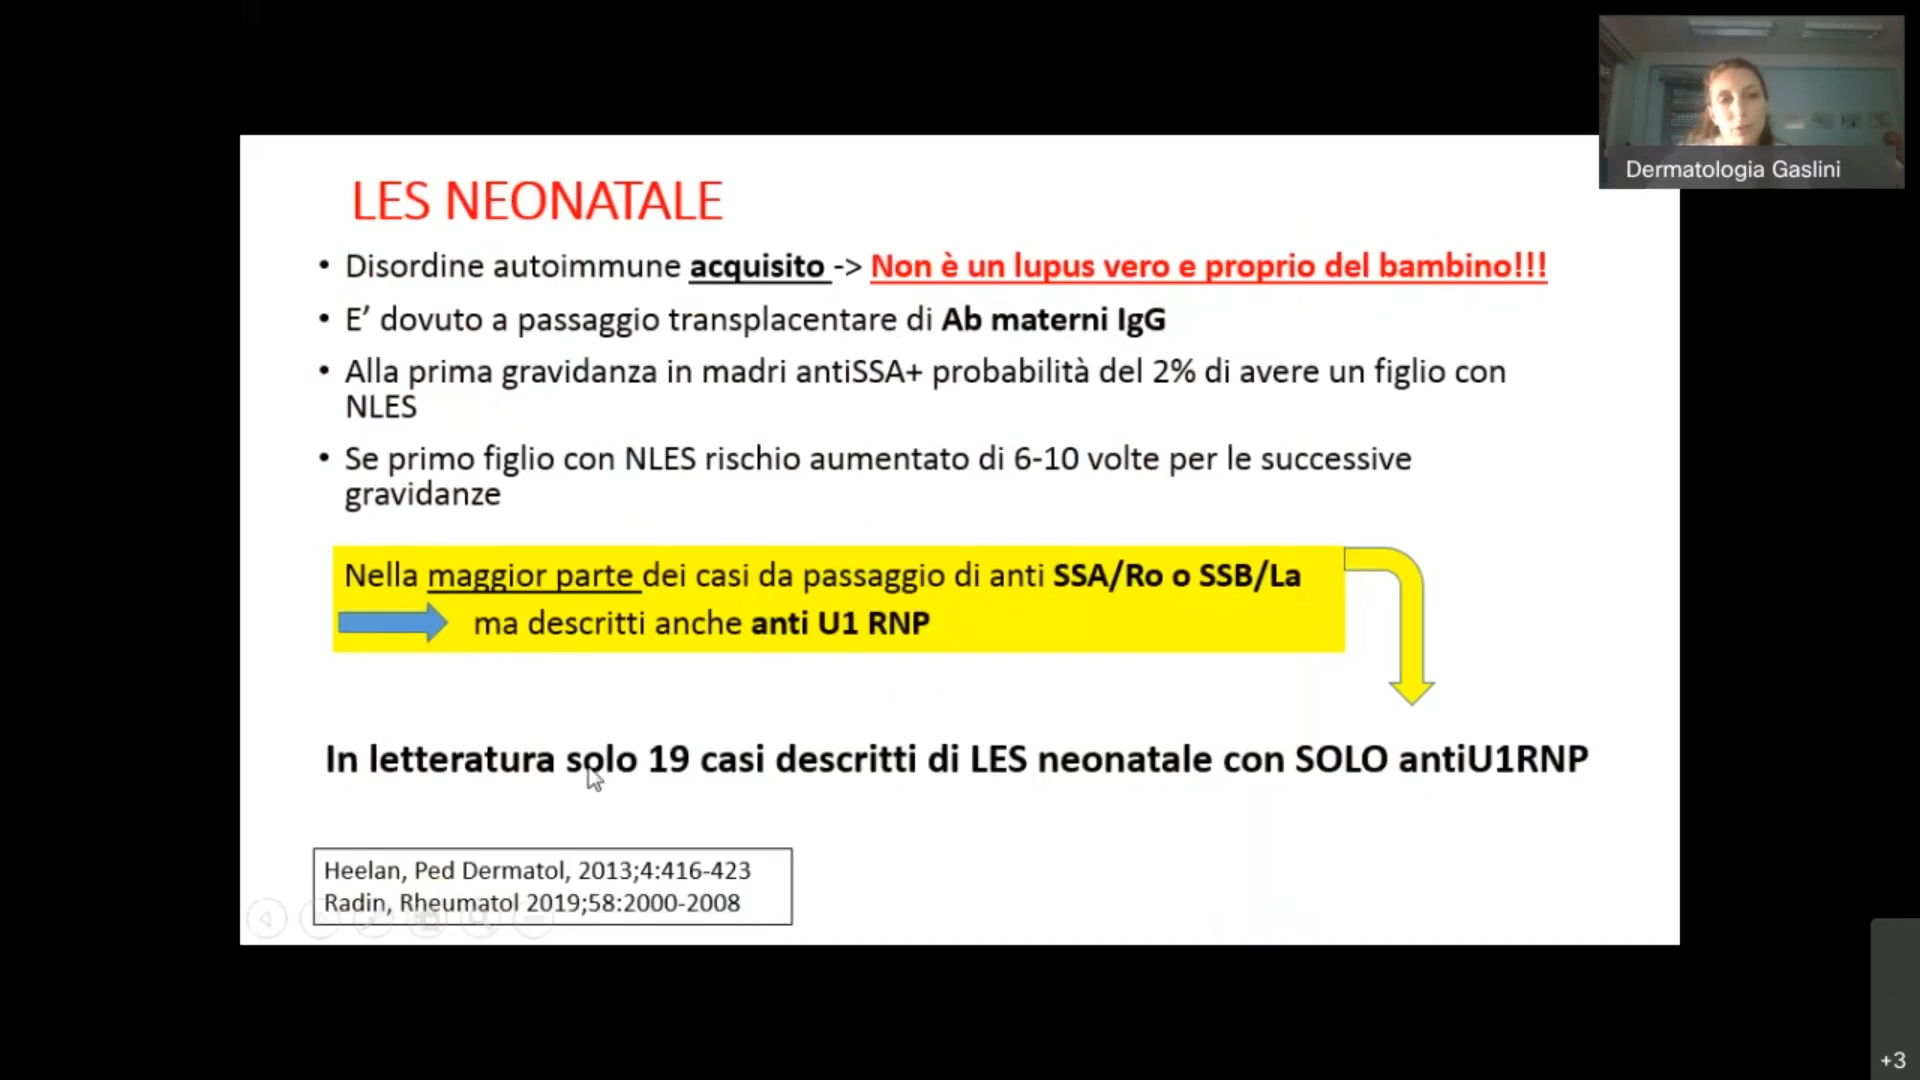 Dermatologia Gaslini
LES NEONATALE
• Disordine autoimmune acquisito -> Non è un lupus vero e proprio del bambino!!!
• E’ dovuto a passaggio transplacentare di Ab materni IgG
• Alla prima gravidanza in madri antiSSA+ probabilità del 2% di avere un figlio con
NLES
• Se primo figlio con NLES rischio aumentato di 6-10 volte per le successive
gravidanze
Nella maggior parte dei casi da passaggio di anti SSA/Ro o SSB/La
ma descritti anche anti U1 RNP
In letteratura solo 19 casi descritti di LES neonatale con SOLO antiU1RNP
Heelan, Ped Dermatol, 2013;4:416-423
Radin, Rheumatol 2019;58:2000-2008
+3